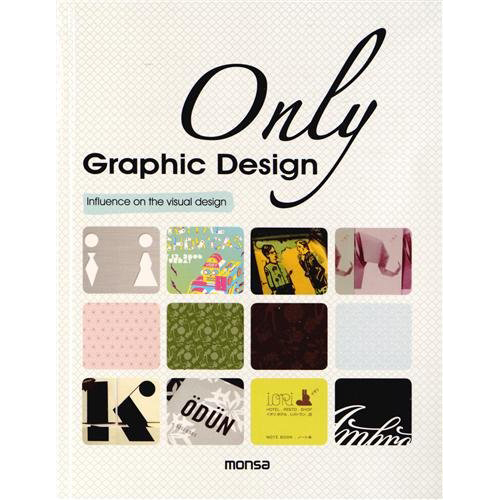 Only
Graphic Design
Influence on the visual design
K
ÖDÜN
iORi
HOTEL . RESTO . SHOP
NOTE BOOK
monsa